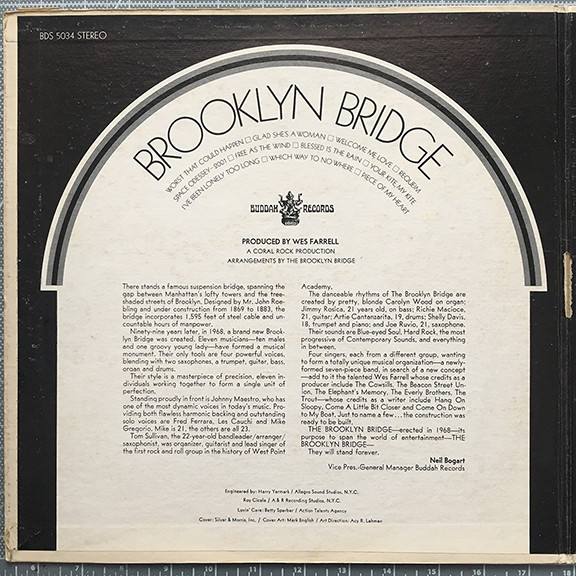 BDS 5034 STEREO
BROOKLYN BRIDGE
WORST THAT COULD HAPPEN □ GLAD SHE'S A WOMAN □ WELCOME ME, LOVE □ REQUIEM
SPACE ODYSSEY—2001 □ FREE AS THE WIND □ BLESSED IS THE RAIN □ YOUR KITE, MY KITE
I'VE BEEN LONELY TOO LONG □ WHICH WAY TO NO WHERE □ PIECE OF MY HEART
BUDDAH RECORDS
PRODUCED BY WES FARRELL
A CORAL ROCK PRODUCTION
ARRANGEMENTS BY THE BROOKLYN BRIDGE
There stands a famous suspension bridge, spanning the
gap between Manhattan's lofty towers and the tree-
shaded streets of Brooklyn. Designed by Mr. John Roe-
bling and under construction from 1869 to 1883, the
bridge incorporates 1,595 feet of steel cable and un-
countable hours of manpower.
Ninety-nine years later, in 1968, a brand new Brook-
lyn Bridge was created. Eleven musicians—ten males
and one groovy young lady—have formed a musical
monument. Their only tools are four powerful voices,
blending with two saxophones, a trumpet, guitar, bass,
organ and drums.
Their style is a masterpiece of precision, eleven in-
dividuals working together to form a single unit of
perfection.
Standing proudly in front is Johnny Maestro, who has
one of the most dynamic voices in today's music. Pro-
viding both flawless harmonic backing and outstanding
solo voices are Fred Ferrara, Les Cauchi and Mike
Gregorio. Mike is 21, the others are all 23.
Tom Sullivan, the 22-year-old bandleader/arranger/
saxophonist, was organizer, guitarist and lead singer of
the first rock and roll group in the history of West Point
Academy.
The danceable rhythms of The Brooklyn Bridge are
created by pretty, blonde Carolyn Wood on organ;
Jimmy Rosica, 21 years old, on bass; Richie Macioce,
21, guitar; Artie Cantanzarita, 19, drums; Shelly Davis,
18, trumpet and piano; and Joe Ruvio, 21, saxophone.
Their sounds are Blue-eyed Soul, Hard Rock, the most
progressive of Contemporary Sounds, and everything
in between.
Four singers, each from a different group, wanting
to form a totally unique musical organization—a newly-
formed seven-piece band, in search of a new concept
—add to it the talented Wes Farrell whose credits as a
producer include The Cowsills, The Beacon Street Un-
ion, The Elephant's Memory, The Everly Brothers, The
Trout—whose credits as a writer include Hang On
Sloopy, Come A Little Bit Closer and Come On Down
to My Boat, Just to name a few... the construction was
ready to be built.
THE BROOKLYN BRIDGE—erected in 1968—its
purpose to span the world of entertainment—THE
BROOKLYN BRIDGE—
They will stand forever.
Neil Bogart
Vice Pres.-General Manager Buddah Records
Engineered by: Harry Yarmark / Allegro Sound Studios, N.Y.C.
Ray Cicala / A & R Recording Studios, N.Y.C.
Lovin' Care: Betty Sperber / Action Talents Agency
Cover: Silver & Morris, Inc. / Cover Art: Mark English / Art Direction: Acy R. Lehman
6 7 8 9 10 11 12 13 14 15 16 17